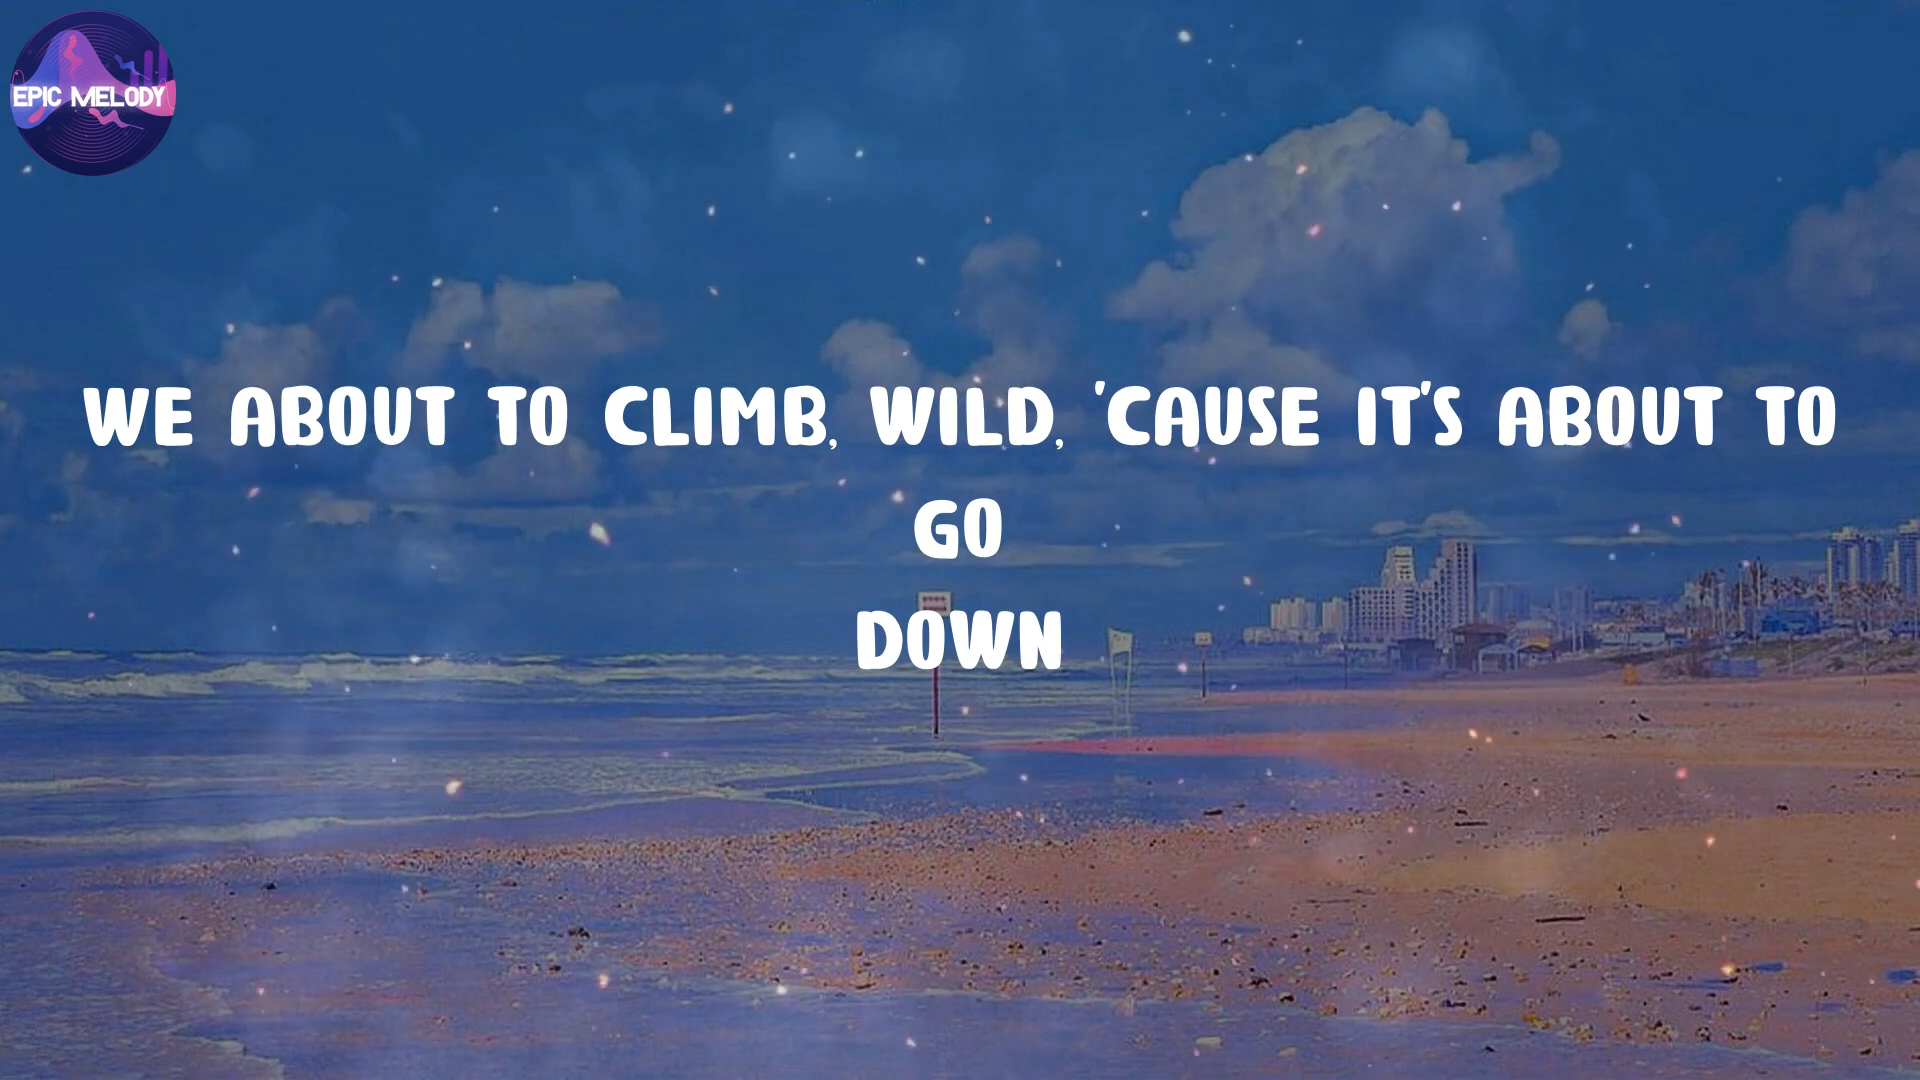 EPIC MELODY
WE ABOUT TO CLIMB, WILD, 'CAUSE IT'S ABOUT TO
GO
DOWN